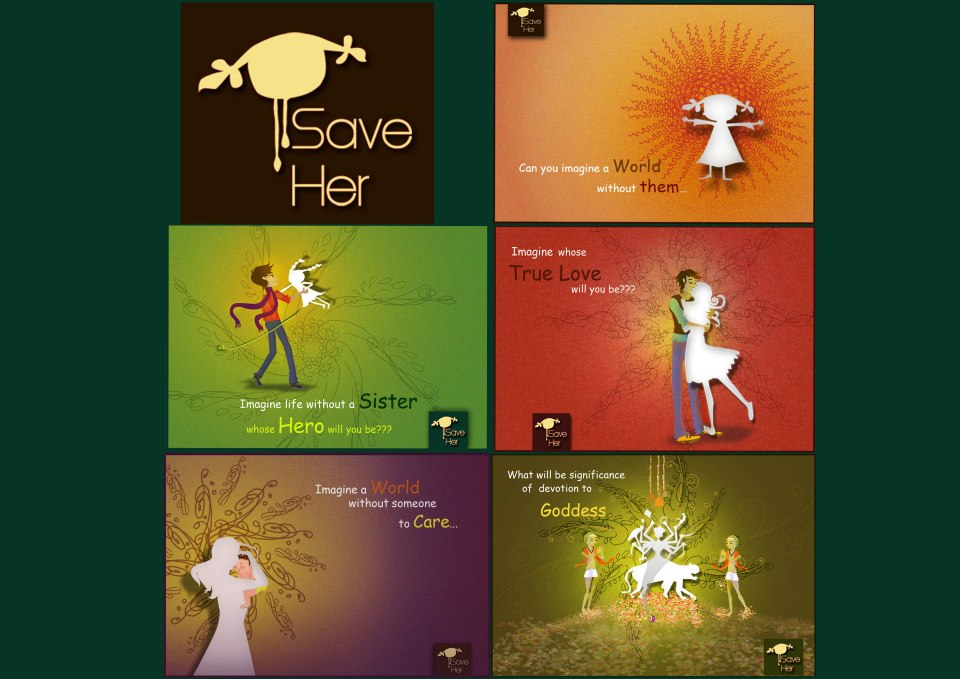 Save
Her
Save
Her
Can you imagine a World
without them...
Imagine life without a Sister
whose Hero will you be???
Save
Her
Imagine whose
True Love
will you be???
Save
Her
Imagine a World
without someone
to Care...
Save
Her
What will be significance
of devotion to
Goddess
Save
Her